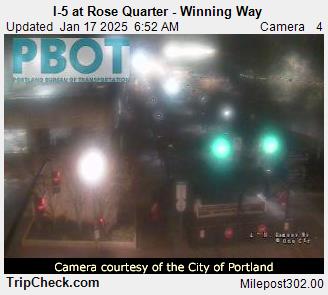 I-5 at Rose Quarter - Winning Way
Updated Jan 17 2025 6:52 AM Camera 4
PBOT
PORTLAND BUREAU OF TRANSPORTATION
Camera courtesy of the City of Portland
TripCheck.com Milepost302.00